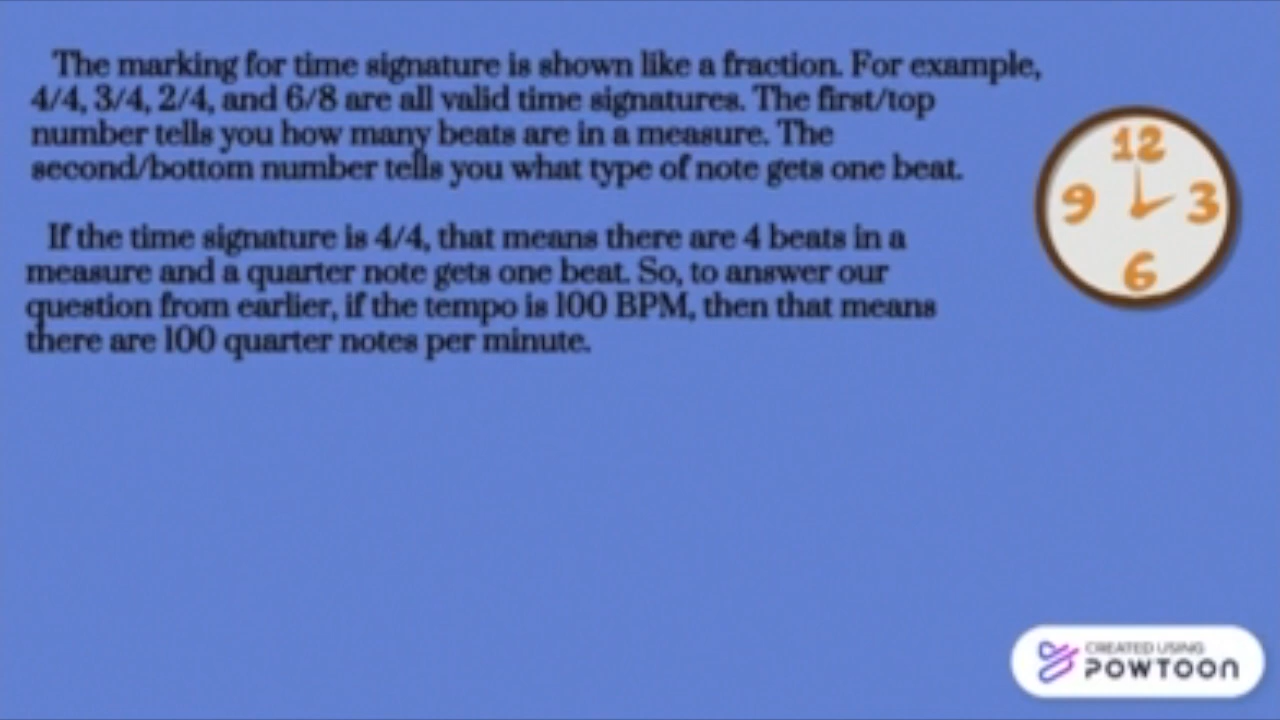 The marking for time signature is shown like a fraction. For example,
4/4, 3/4, 2/4, and 6/8 are all valid time signatures. The first/top
number tells you how many beats are in a measure. The
second/bottom number tells you what type of note gets one beat.
If the time signature is 4/4, that means there are 4 beats in a
measure and a quarter note gets one beat. So, to answer our
question from earlier, if the tempo is 100 BPM, then that means
there are 100 quarter notes per minute.
12
9 3
6
CREATED USING
POWTOON